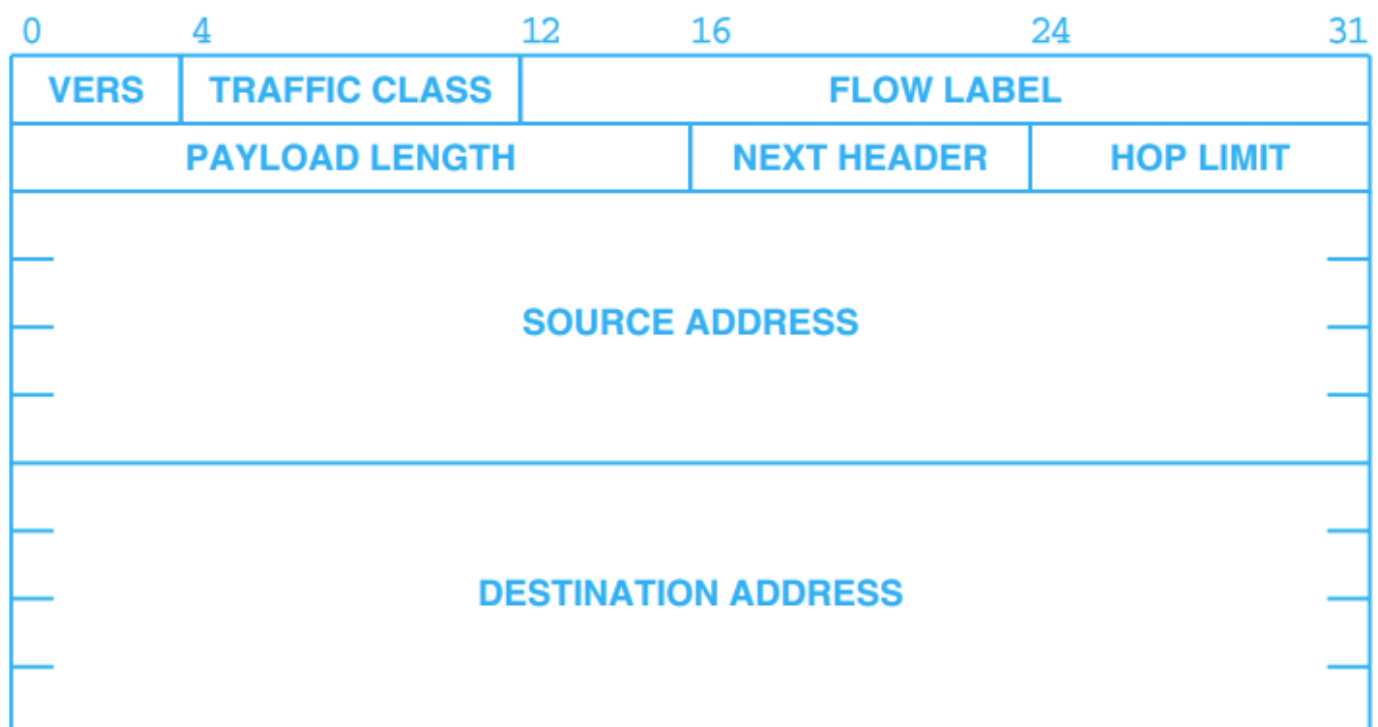 0 4 12 16 24 31
VERS TRAFFIC CLASS FLOW LABEL
PAYLOAD LENGTH NEXT HEADER HOP LIMIT
SOURCE ADDRESS
DESTINATION ADDRESS